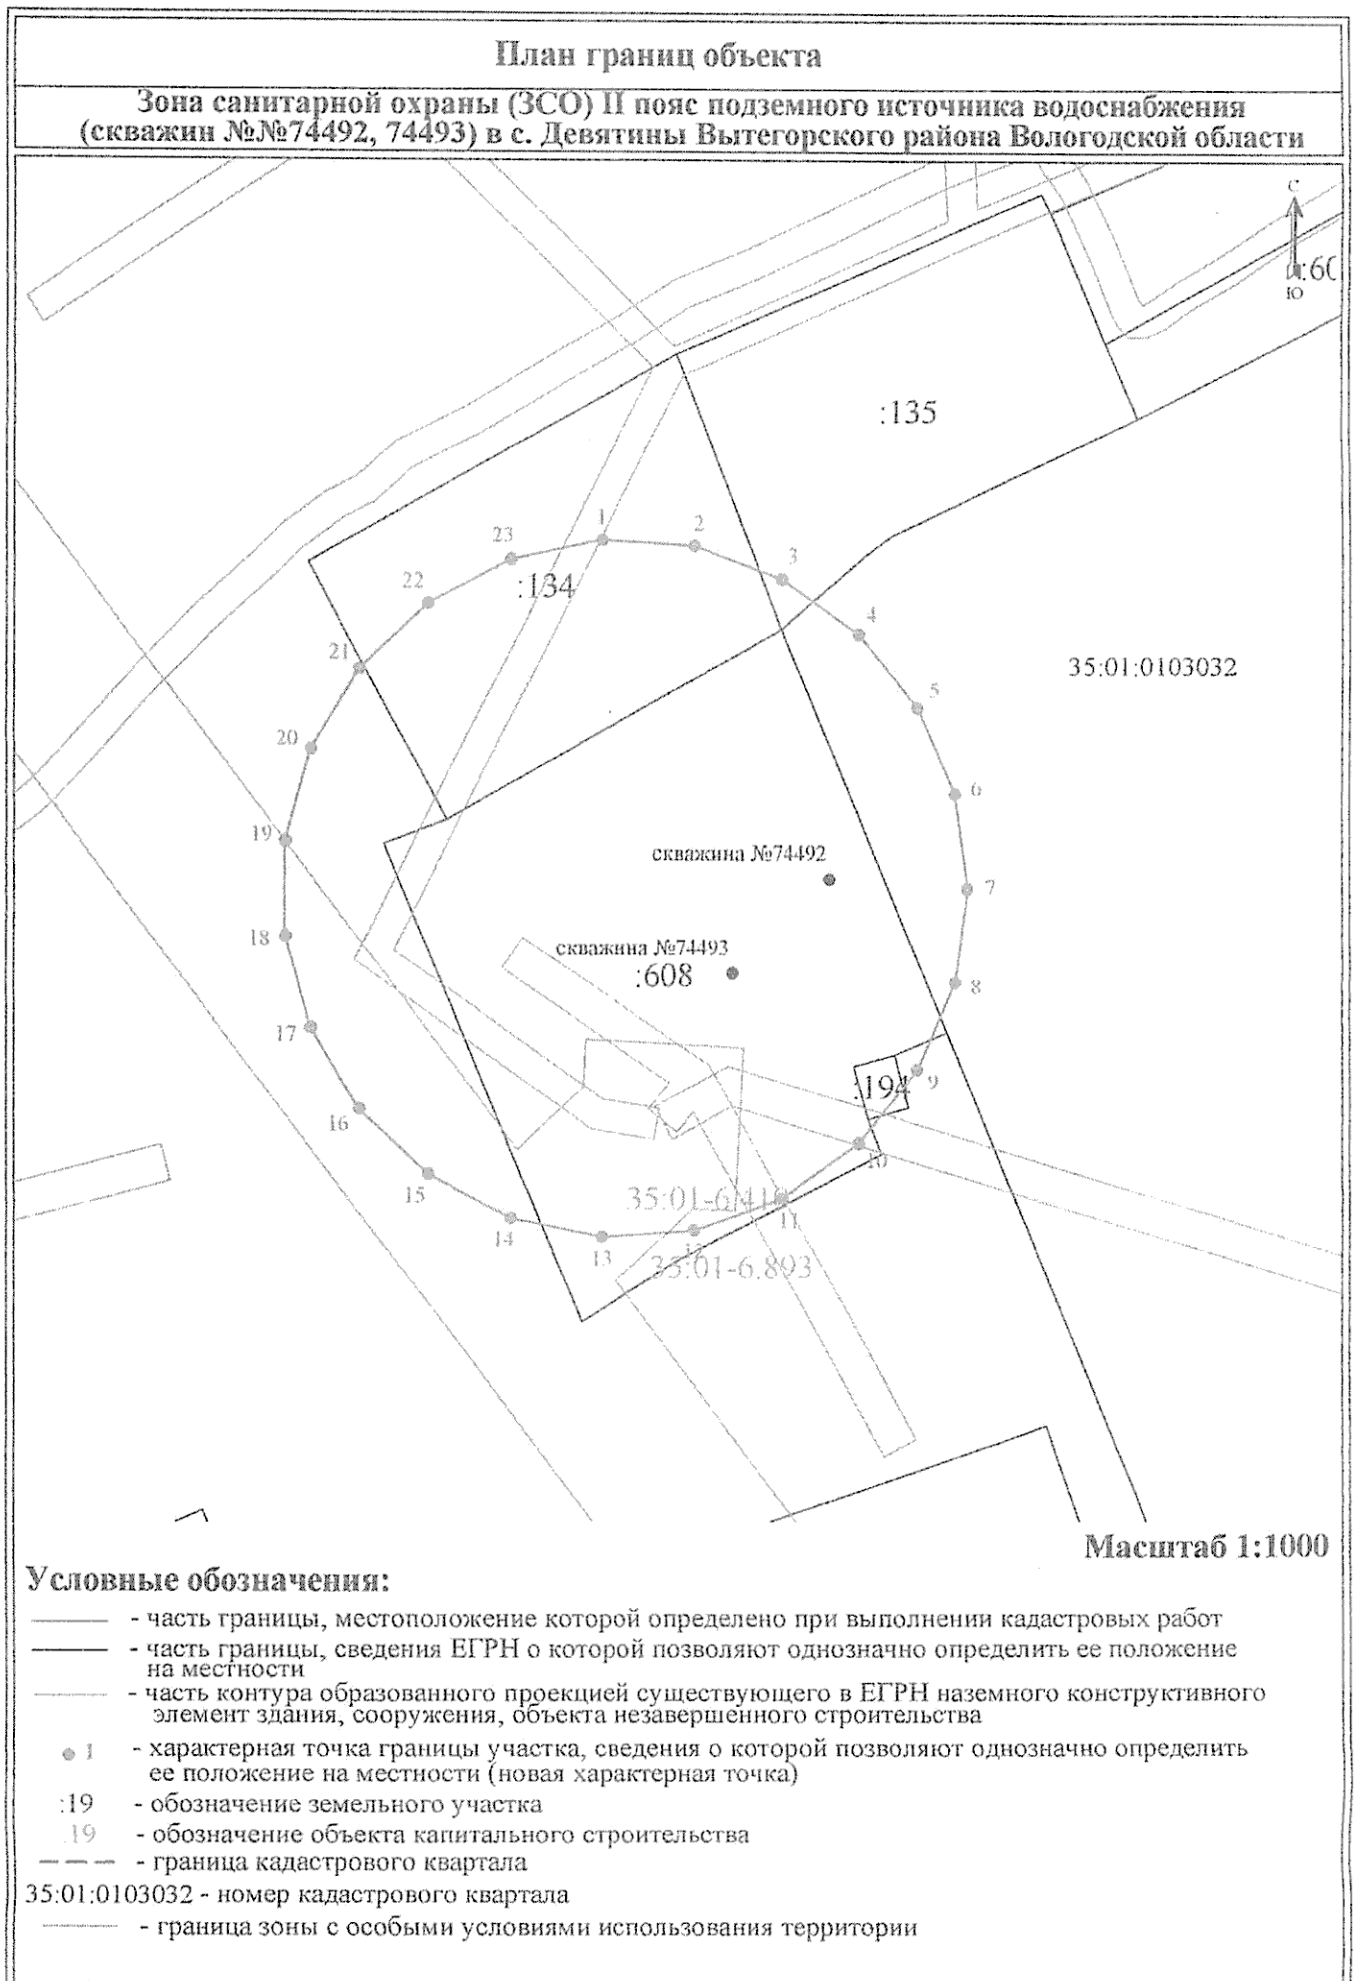 План границ объекта
Зона санитарной охраны (ЗСО) II пояс подземного источника водоснабжения
(скважин №№74492, 74493) в с. Девятины Вытегорского района Вологодской области
С
:60
Ю
:135
1
2
23
3
22
:134
4
21
35:01:0103032
5
20
6
19
скважина №74492
7
18
скважина №74493
:608
8
17
9
:194
16
10
15
35:01-6.410
11
14
12
13
35:01-6.893
Масштаб 1:1000
Условные обозначения:
- часть границы, местоположение которой определено при выполнении кадастровых работ
- часть границы, сведения ЕГРН о которой позволяют однозначно определить ее положение
на местности
- часть контура образованного проекцией существующего в ЕГРН наземного конструктивного
элемент здания, сооружения, объекта незавершенного строительства
1 - характерная точка границы участка, сведения о которой позволяют однозначно определить
ее положение на местности (новая характерная точка)
:19 - обозначение земельного участка
.19 - обозначение объекта капитального строительства
- граница кадастрового квартала
35:01:0103032 - номер кадастрового квартала
- граница зоны с особыми условиями использования территории